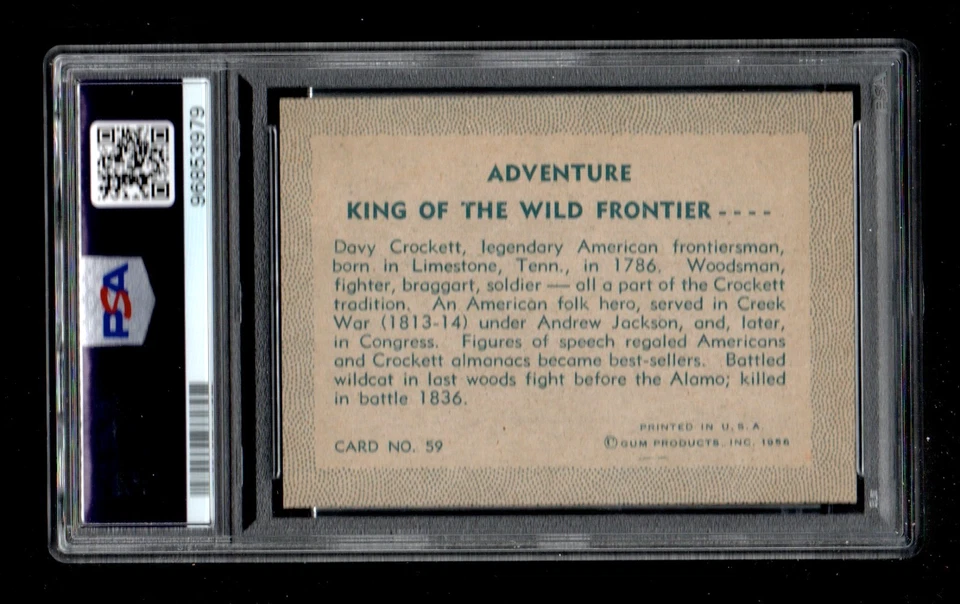 ADVENTURE
KING OF THE WILD FRONTIER - - - -
Davy Crockett, legendary American frontiersman,
born in Limestone, Tenn., in 1786. Woodsman,
fighter, braggart, soldier — all a part of the Crockett
tradition. An American folk hero, served in Creek
War (1813-14) under Andrew Jackson, and, later,
in Congress. Figures of speech regaled Americans
and Crockett almanacs became best-sellers. Battled
wildcat in last woods fight before the Alamo; killed
in battle 1836.
PRINTED IN U.S.A.
CARD NO. 59
© GUM PRODUCTS, INC. 1956
96853979
PSA